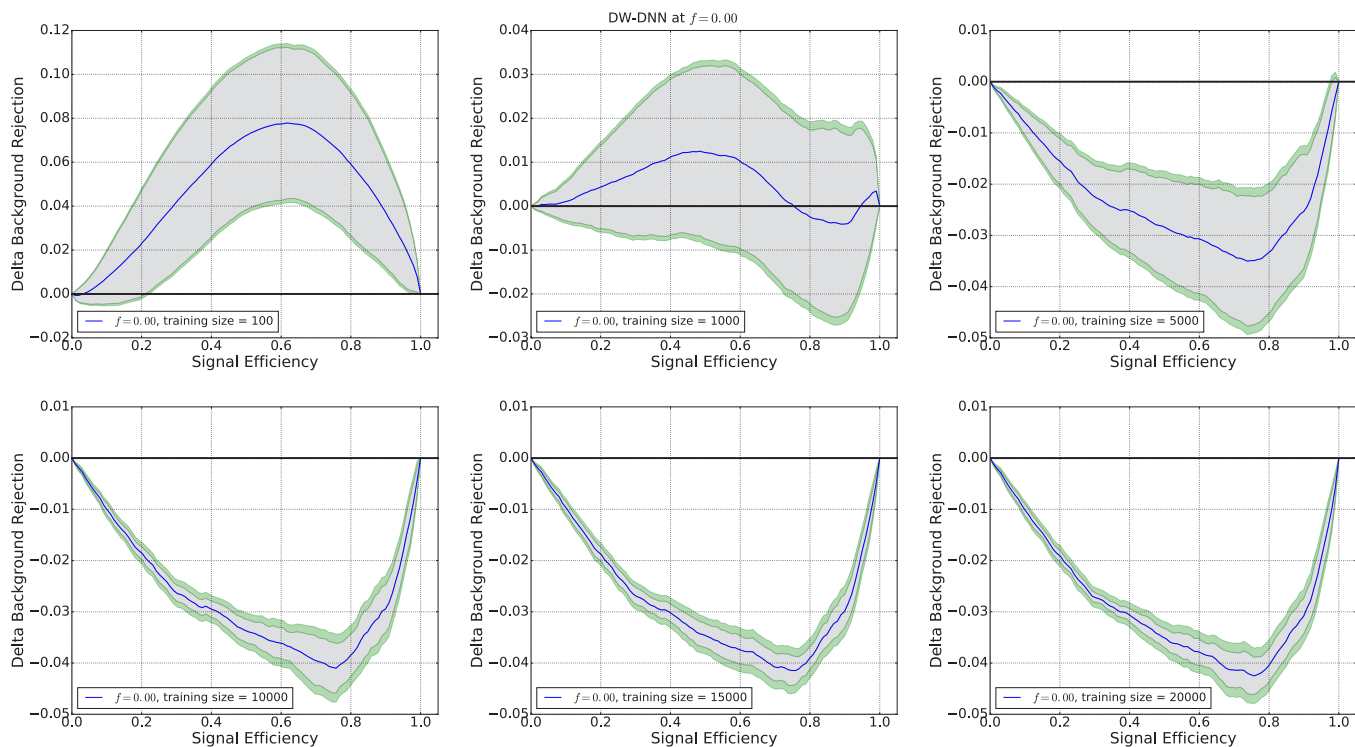 DW-DNN at f = 0.00
0.12
0.10
0.08
0.06
0.04
0.02
0.00
−0.02
Delta Background Rejection
f = 0.00, training size = 100
0.0 0.2 0.4 0.6 0.8 1.0
Signal Efficiency
0.04
0.03
0.02
0.01
0.00
−0.01
−0.02
−0.03
Delta Background Rejection
f = 0.00, training size = 1000
0.0 0.2 0.4 0.6 0.8 1.0
Signal Efficiency
0.01
0.00
−0.01
−0.02
−0.03
−0.04
−0.05
Delta Background Rejection
f = 0.00, training size = 5000
0.0 0.2 0.4 0.6 0.8 1.0
Signal Efficiency
0.01
0.00
−0.01
−0.02
−0.03
−0.04
−0.05
Delta Background Rejection
f = 0.00, training size = 10000
0.0 0.2 0.4 0.6 0.8 1.0
Signal Efficiency
0.01
0.00
−0.01
−0.02
−0.03
−0.04
−0.05
Delta Background Rejection
f = 0.00, training size = 15000
0.0 0.2 0.4 0.6 0.8 1.0
Signal Efficiency
0.01
0.00
−0.01
−0.02
−0.03
−0.04
−0.05
Delta Background Rejection
f = 0.00, training size = 20000
0.0 0.2 0.4 0.6 0.8 1.0
Signal Efficiency